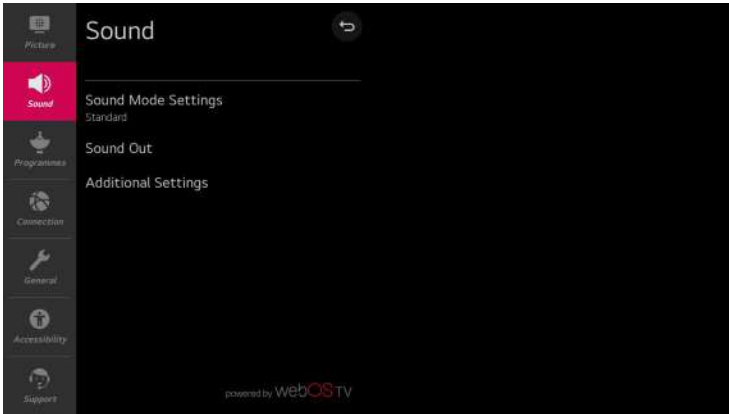 Picture
Sound
Programmes
Connection
General
Accessibility
Support
Sound
Sound Mode Settings
Standard
Sound Out
Additional Settings
powered by webOS TV